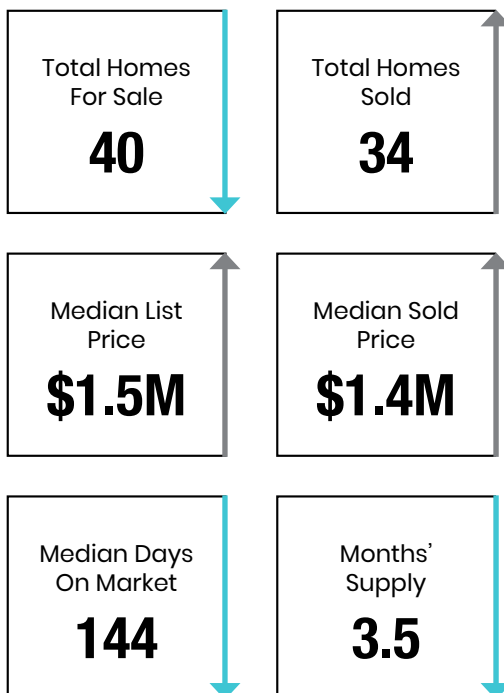 Total Homes
For Sale
40
Total Homes
Sold
34
Median List
Price
$1.5M
Median Sold
Price
$1.4M
Median Days
On Market
144
Months’
Supply
3.5